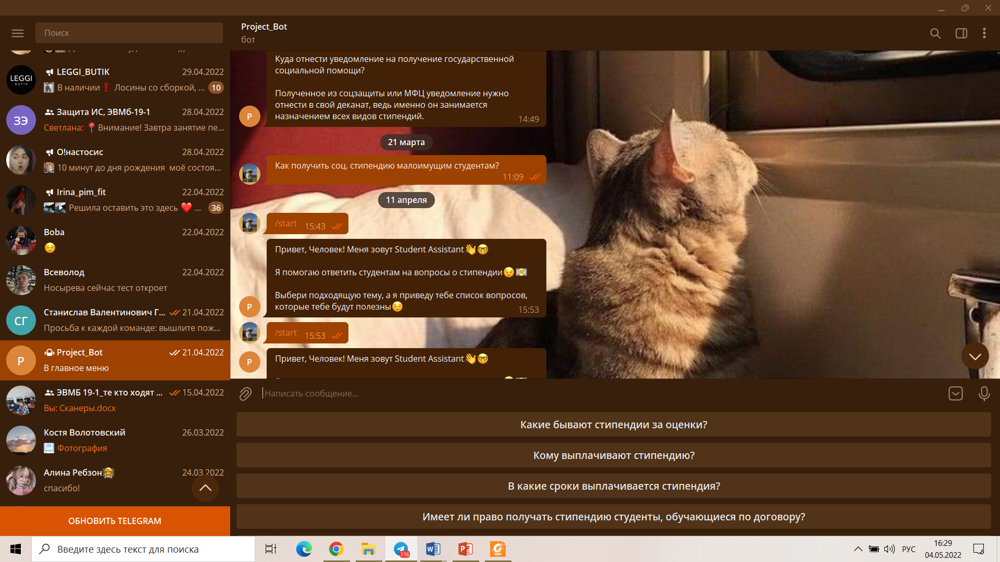 Поиск
LEGGI_BUTIK 29.04.2022
LEGGI
BUTIK
В наличии❗ Лосины со сборкой, ... 10
Защита ИС, ЭВМб-19-1 28.04.2022
ЗЭ
Светлана: 📍Внимание! Завтра занятие пе...
О!настосис 28.04.2022
10 минут до дня рождения моё состоя...
Irina_pim_fit 22.04.2022
Решила оставить это здесь ❤️ ... 36
Boba 22.04.2022
😌
Всеволод 22.04.2022
Носырева сейчас тест откроет
Станислав Валентинович Г... 21.04.2022
СГ
Просьба к каждой команде: вышлите пож...
Project_Bot 21.04.2022
P
В главное меню
ЭВМБ 19-1_те кто ходят ... 15.04.2022
Вы: Сканеры.docx
Костя Волотовский 26.03.2022
Фотография
Алина Ребзон👩‍🏫 24.03.2022
спасибо!
ОБНОВИТЬ TELEGRAM
Project_Bot
бот
Куда отнести уведомление на получение государственной
социальной помощи?
Полученное из соцзащиты или МФЦ уведомление нужно
отнести в свой деканат, ведь именно он занимается
назначением всех видов стипендий. 14:49
P
21 марта
Как получить соц. стипендию малоимущим студентам?
11:09
11 апреля
/start 15:43
Привет, Человек! Меня зовут Student Assistant👋🤓
Я помогаю ответить студентам на вопросы о стипендии😉💵
Выбери подходящую тему, а я приведу тебе список вопросов,
которые тебе будут полезны😌 15:53
P
/start 15:53
Привет, Человек! Меня зовут Student Assistant👋🤓
P
Написать сообщение...
Какие бывают стипендии за оценки?
Кому выплачивают стипендию?
В какие сроки выплачивается стипендия?
Имеет ли право получать стипендию студенты, обучающиеся по договору?
Введите здесь текст для поиска
116
PDF
РУС
16:29
04.05.2022